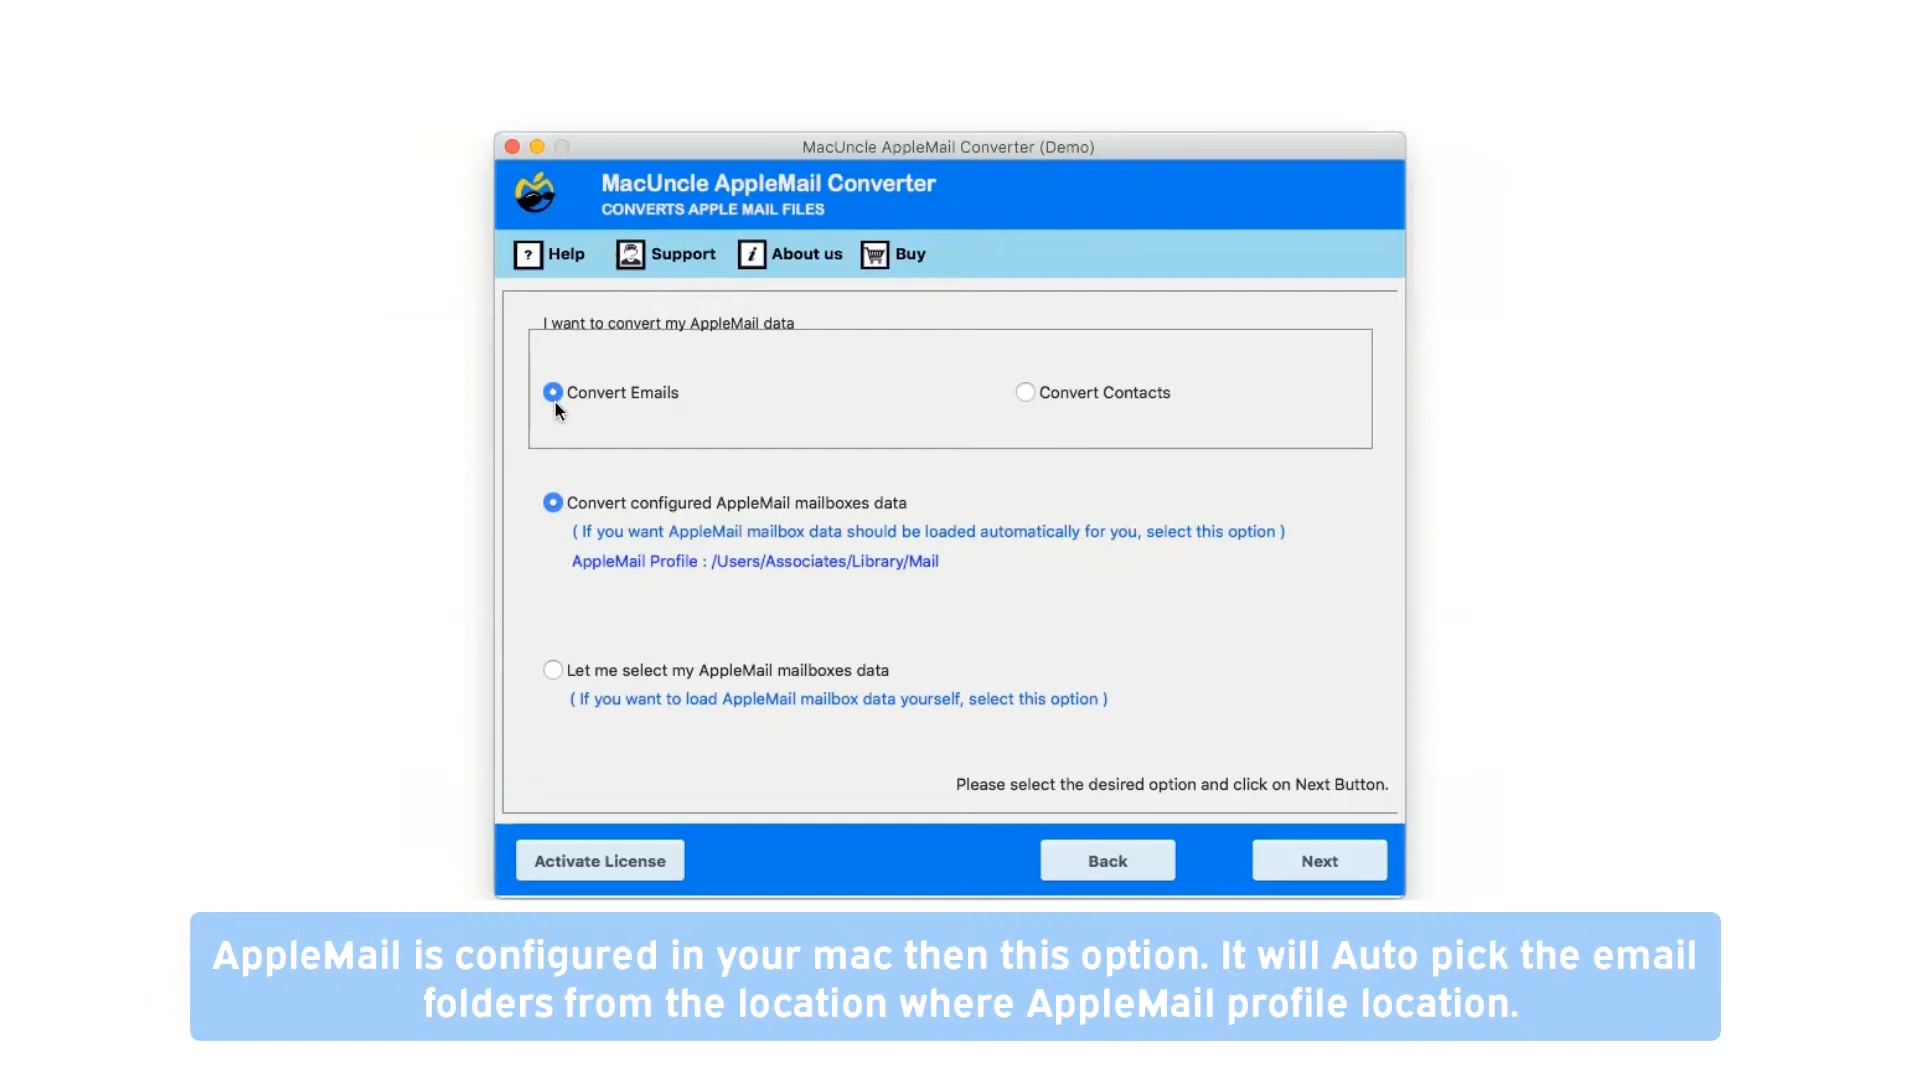 MacUncle AppleMail Converter (Demo)
MacUncle AppleMail Converter
CONVERTS APPLE MAIL FILES
? Help Support i About us Buy
I want to convert my AppleMail data
Convert Emails Convert Contacts
Convert configured AppleMail mailboxes data
( If you want AppleMail mailbox data should be loaded automatically for you, select this option )
AppleMail Profile : /Users/Associates/Library/Mail
Let me select my AppleMail mailboxes data
( If you want to load AppleMail mailbox data yourself, select this option )
Please select the desired option and click on Next Button.
Activate License Back Next
AppleMail is configured in your mac then this option. It will Auto pick the email
folders from the location where AppleMail profile location.